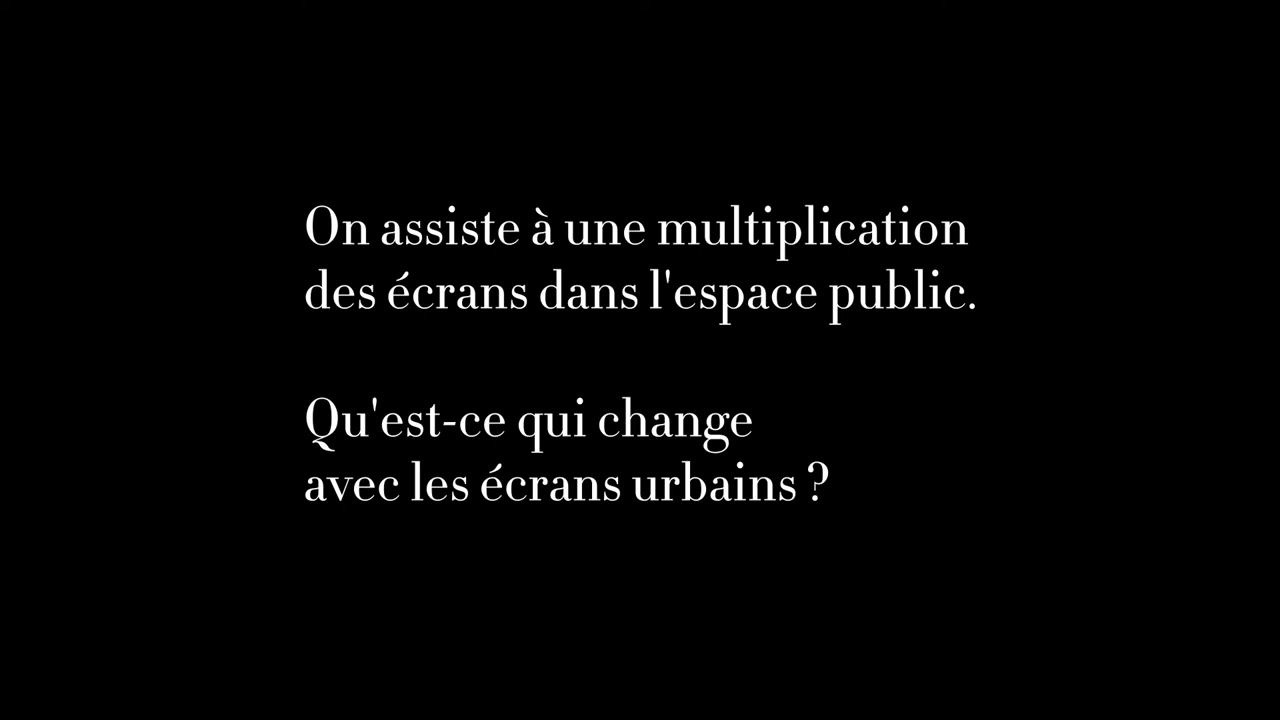 On assiste à une multiplication
des écrans dans l'espace public.
Qu'est-ce qui change
avec les écrans urbains ?